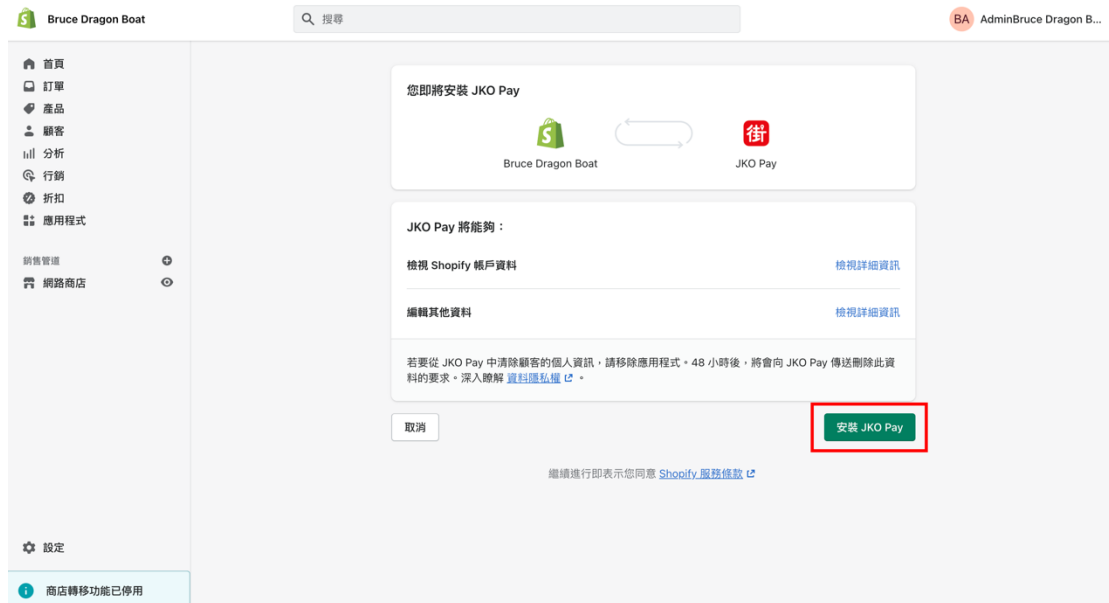 Bruce Dragon Boat
搜尋
BA
AdminBruce Dragon B...
首頁
訂單
產品
顧客
分析
行銷
折扣
應用程式
銷售管道
網路商店
設定
商店轉移功能已停用
您即將安裝 JKO Pay
街
Bruce Dragon Boat
JKO Pay
JKO Pay 將能夠：
檢視 Shopify 帳戶資料
檢視詳細資訊
編輯其他資料
檢視詳細資訊
若要從 JKO Pay 中清除顧客的個人資訊，請移除應用程式。48 小時後，將會向 JKO Pay 傳送刪除此資
料的要求。深入瞭解 資料隱私權 。
取消
安裝 JKO Pay
繼續進行即表示您同意 Shopify 服務條款